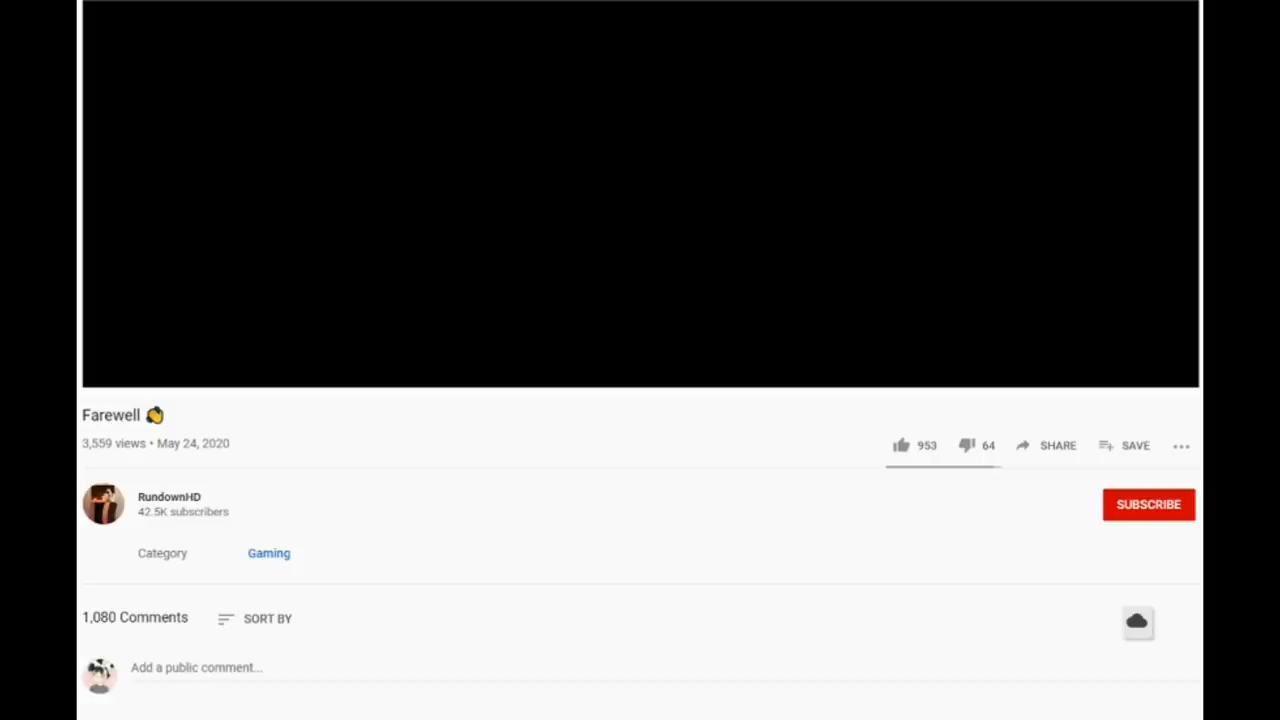 Farewell 👏
3,559 views • May 24, 2020
953 64 SHARE SAVE
RundownHD
42.5K subscribers
SUBSCRIBE
Category Gaming
1,080 Comments SORT BY
Add a public comment...